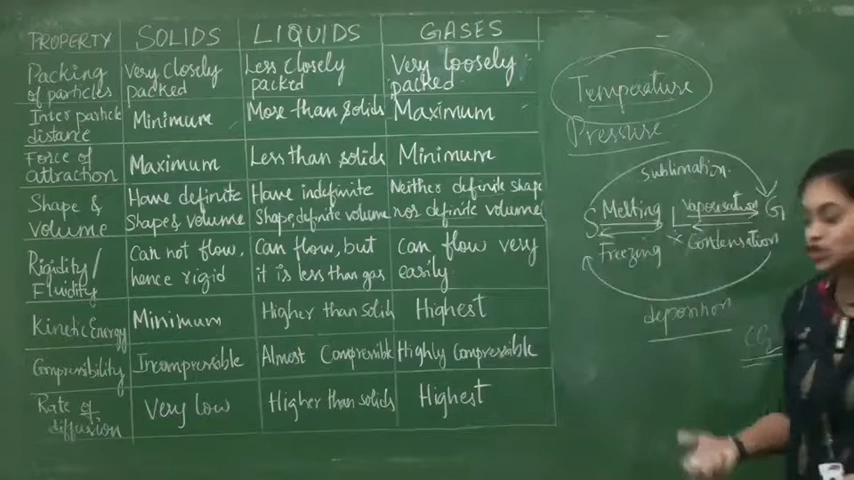 PROPERTY SOLIDS LIQUIDS GASES
Packing of particles Very Closely packed Less Closely packed Very loosely packed
Inter particle distance Minimum More than solids Maximum
Force of attraction Maximum Less than solids Minimum
Shape & Volume Have definite Shape & volume Have indefinite Shape, definite volume Neither definite shape nor definite volume
Rigidity/ Fluidity Can not flow, hence rigid Can flow, but it is less than gas Can flow very easily
Kinetic Energy Minimum Higher than solids Highest
Compressibility Incompressible Almost Compressible Highly Compressible
Rate of diffusion Very low Higher than solids Highest
Temperature
Pressure
sublimation
S Melting L vaporisation G
Freezing Condensation
deposition
CO2